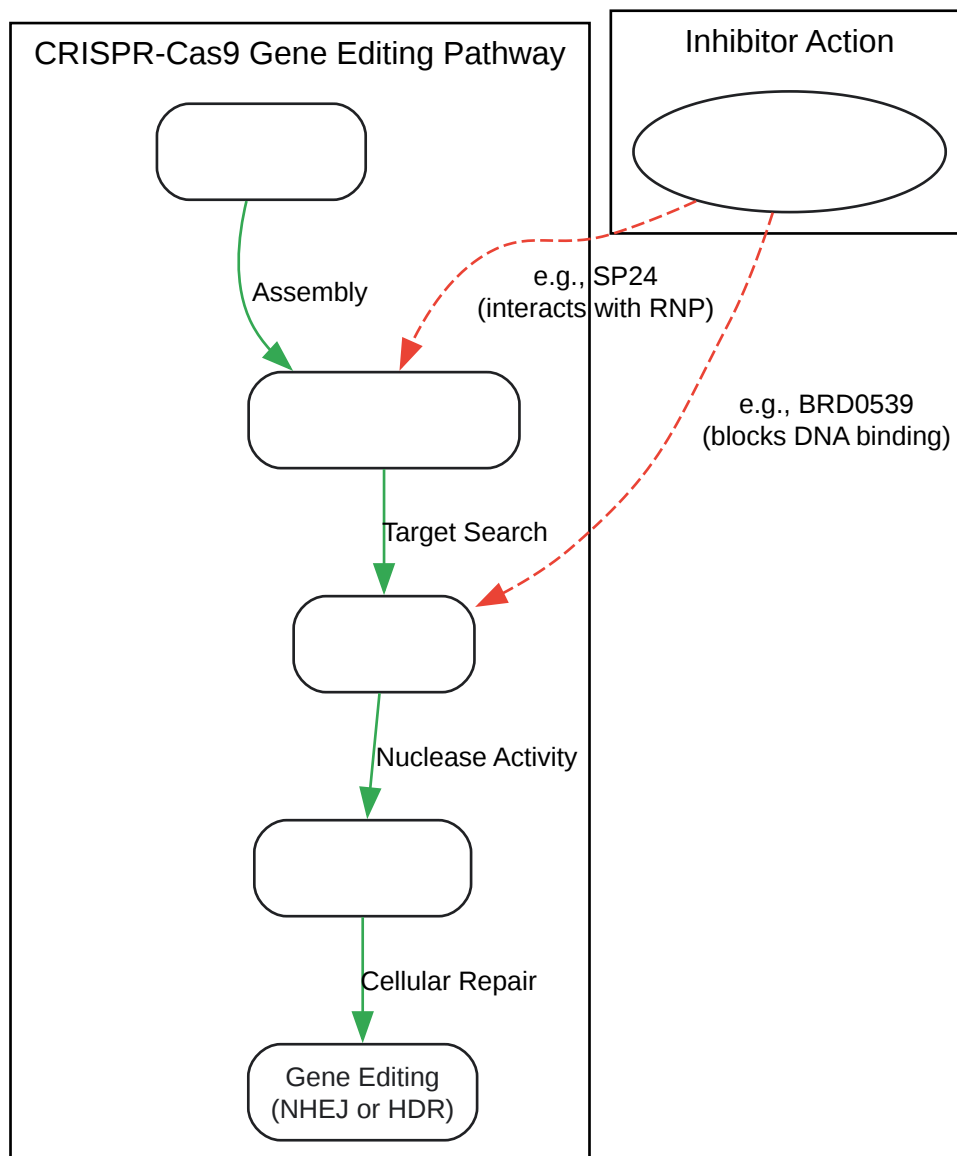 CRISPR-Cas9 Gene Editing Pathway
Inhibitor Action
e.g., SP24
(interacts with RNP)
Assembly
e.g., BRD0539
(blocks DNA binding)
Target Search
Nuclease Activity
Cellular Repair
Gene Editing
(NHEJ or HDR)